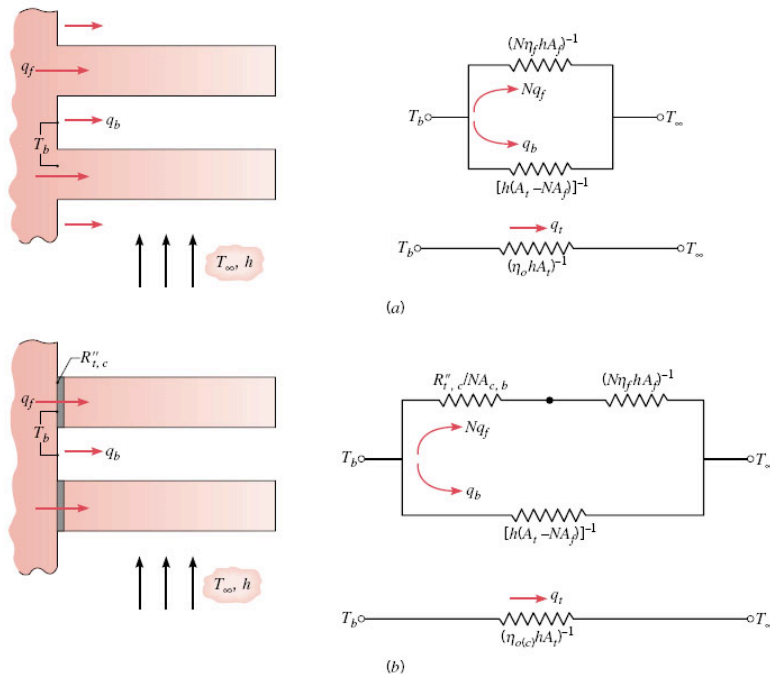 q_f
q_b
T_b
T_∞, h
(Nη_f hA_f)⁻¹
Nq_f
T_b
T_∞
q_b
[h(A_t – NA_f)]⁻¹
q_t
T_b
T_∞
(η_o hA_t)⁻¹
(a)
R″_t, c
q_f
T_b
q_b
T_∞, h
R″_t, c/NA_c, b
(Nη_f hA_f)⁻¹
Nq_f
T_b
T_∞
q_b
[h(A_t – NA_f)]⁻¹
q_t
T_b
T_∞
(η_o(c) hA_t)⁻¹
(b)